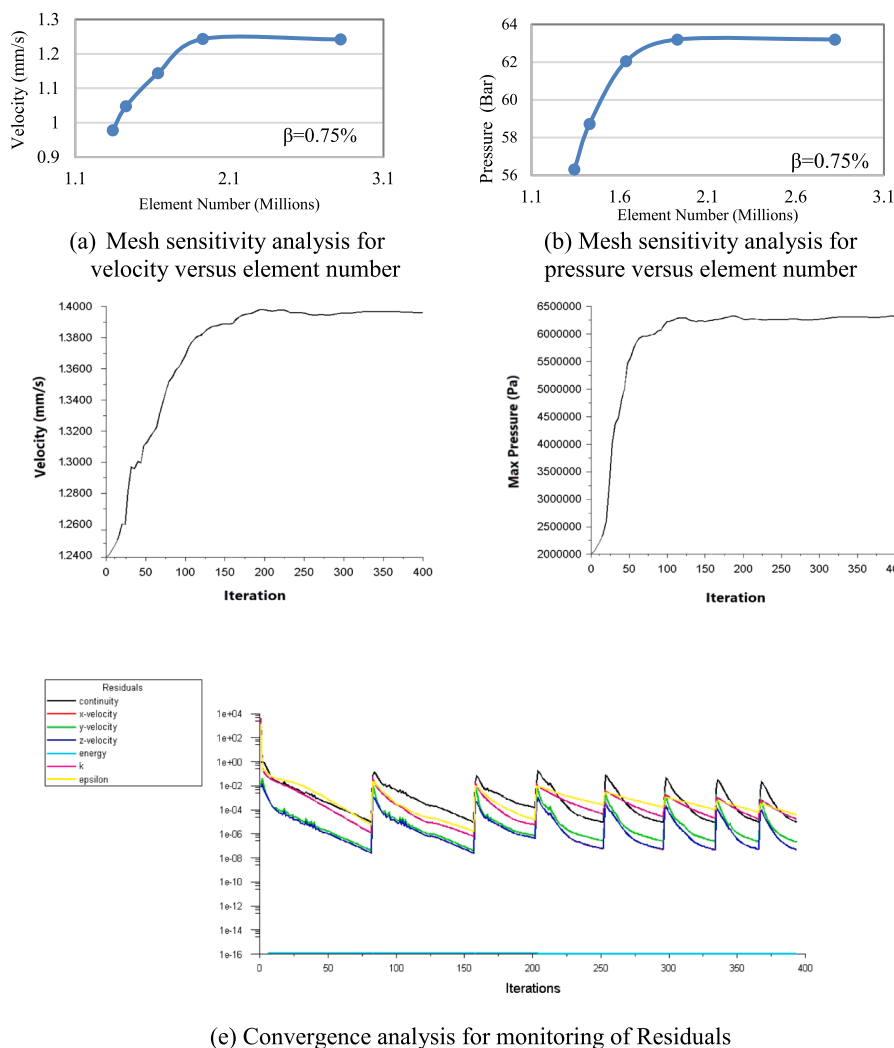 1.3
1.2
1.1
1
0.9
Velocity (mm/s)
β=0.75%
1.1 2.1 3.1
Element Number (Millions)
64
62
60
58
56
Pressure (Bar)
β=0.75%
1.1 1.6 2.1 2.6 3.1
Element Number (Millions)
(a) Mesh sensitivity analysis for
velocity versus element number
(b) Mesh sensitivity analysis for
pressure versus element number
1.4000
1.3800
1.3600
1.3400
1.3200
1.3000
1.2800
1.2600
1.2400
Velocity (mm/s)
0 50 100 150 200 250 300 350 400
Iteration
6500000
6000000
5500000
5000000
4500000
4000000
3500000
3000000
2500000
2000000
Max Pressure (Pa)
0 50 100 150 200 250 300 350 40
Iteration
Residuals
continuity
x-velocity
y-velocity
z-velocity
energy
k
epsilon
1e+04
1e+02
1e+00
1e-02
1e-04
1e-06
1e-08
1e-10
1e-12
1e-14
1e-16
0 50 100 150 200 250 300 350 400
Iterations
(e) Convergence analysis for monitoring of Residuals